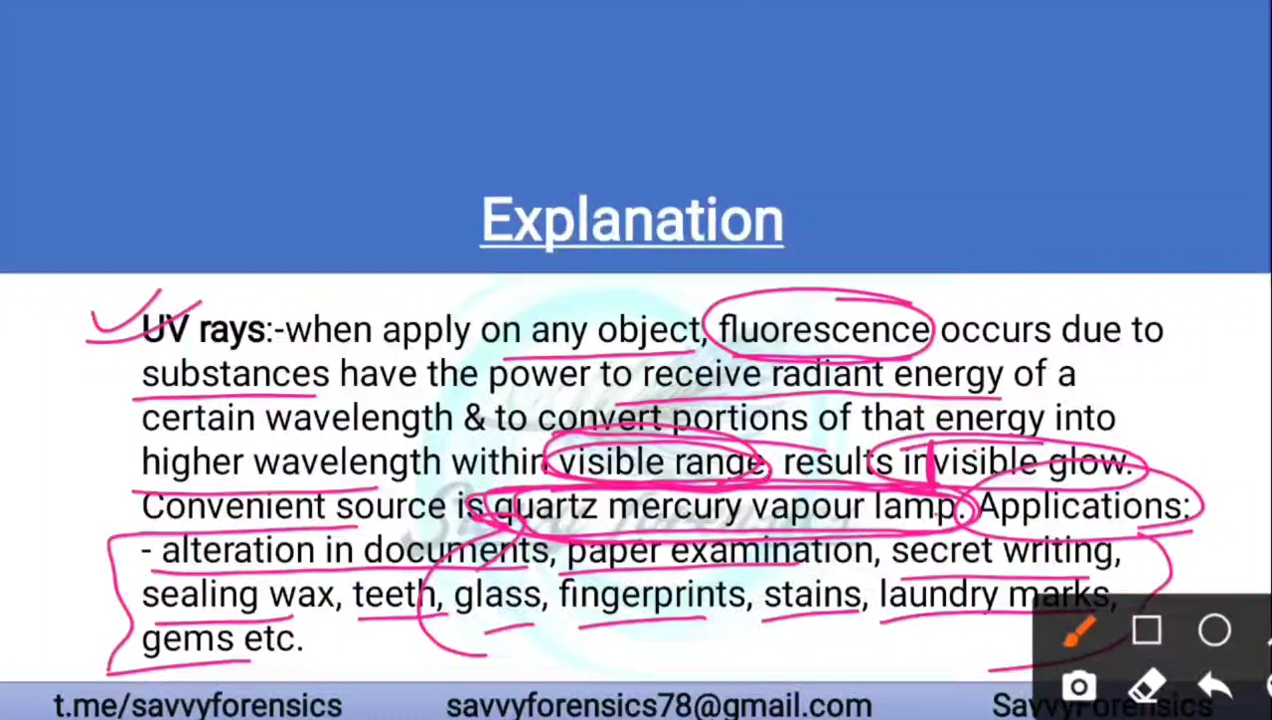 Explanation
UV rays:-when apply on any object, fluorescence occurs due to
substances have the power to receive radiant energy of a
certain wavelength & to convert portions of that energy into
higher wavelength within visible range results invisible glow.
Convenient source is quartz mercury vapour lamp. Applications:
- alteration in documents, paper examination, secret writing,
sealing wax, teeth, glass, fingerprints, stains, laundry marks,
gems etc.
t.me/savvyforensics savvyforensics78@gmail.com